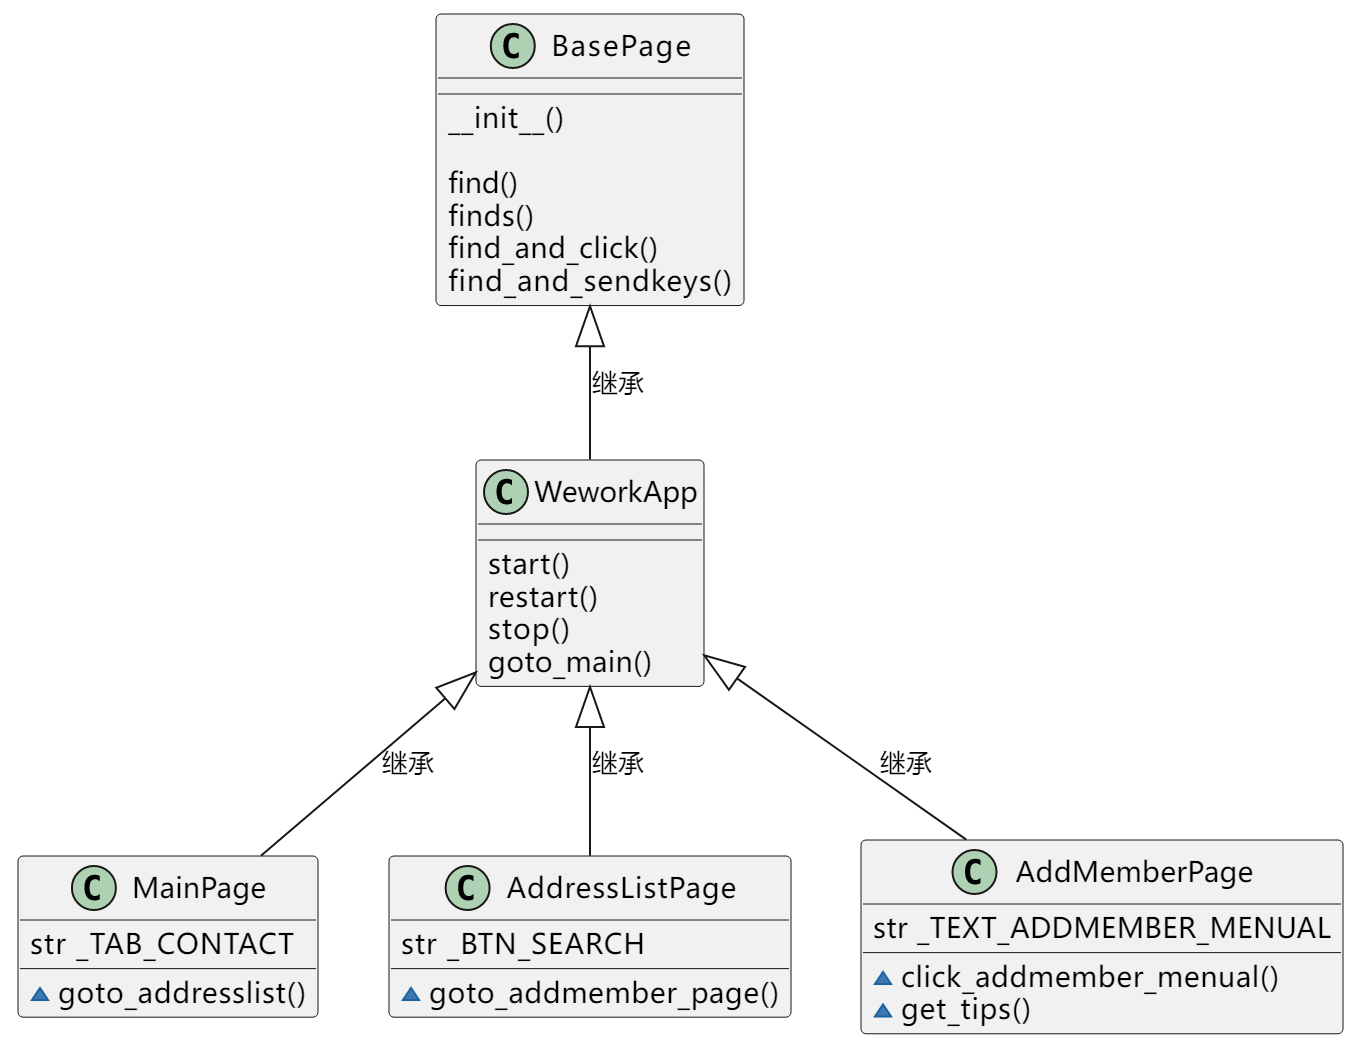 C BasePage
__init__()
find()
finds()
find_and_click()
find_and_sendkeys()
继承
C WeworkApp
start()
restart()
stop()
goto_main()
继承
继承
继承
C MainPage
str _TAB_CONTACT
goto_addresslist()
C AddressListPage
str _BTN_SEARCH
goto_addmember_page()
C AddMemberPage
str _TEXT_ADDMEMBER_MENUAL
click_addmember_menual()
get_tips()